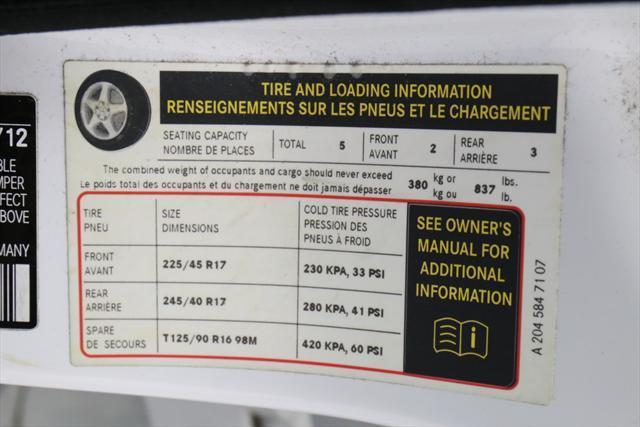 /12
BLE
MPER
FECT
BOVE
MANY
TIRE AND LOADING INFORMATION
RENSEIGNEMENTS SUR LES PNEUS ET LE CHARGEMENT
SEATING CAPACITY
NOMBRE DE PLACES
TOTAL 5
FRONT
AVANT
2
REAR
ARRIÈRE
3
The combined weight of occupants and cargo should never exceed
Le poids total des occupants et du chargement ne doit jamais dépasser
380
kg or
kg ou
837
lbs.
lb.
TIRE
PNEU
SIZE
DIMENSIONS
COLD TIRE PRESSURE
PRESSION DES
PNEUS À FROID
FRONT
AVANT
225/45 R17
230 KPA, 33 PSI
REAR
ARRIÈRE
245/40 R17
280 KPA, 41 PSI
SPARE
DE SECOURS
T125/90 R16 98M
420 KPA, 60 PSI
SEE OWNER'S
MANUAL FOR
ADDITIONAL
INFORMATION
A 204 584 71 07